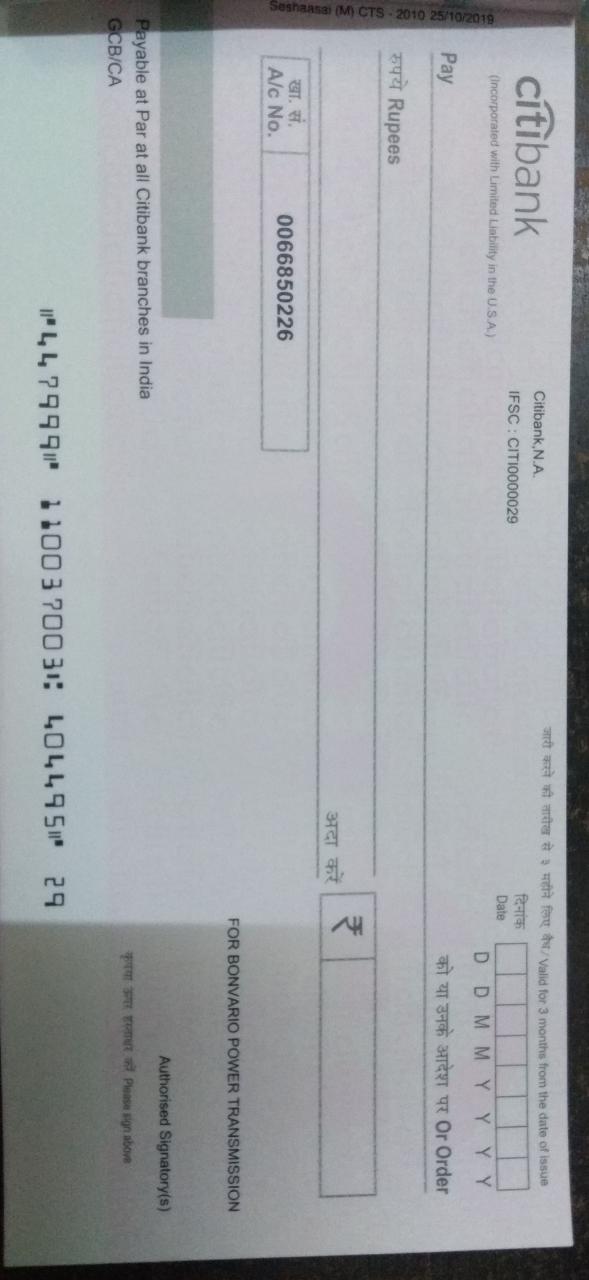 Seshaasai (M) CTS - 2010 25/10/2019
citibank
(Incorporated with Limited Liability in the U.S.A.)
Citibank,N.A.
IFSC : CITI0000029
जारी करने की तारीख से ३ महीने लिए वैध / Valid for 3 months from the date of issue
दिनांक
Date
D D M M Y Y Y Y
Pay
को या उनके आदेश पर Or Order
रुपये Rupees
अदा करें
₹
खा. सं.
A/c No.
0066850226
FOR BONVARIO POWER TRANSMISSION
Payable at Par at all Citibank branches in India
GCB/CA
Authorised Signatory(s)
कृपया ऊपर हस्ताक्षर करें Please sign above
⑈447999⑈ 110037003⑆ 404495⑈ 29